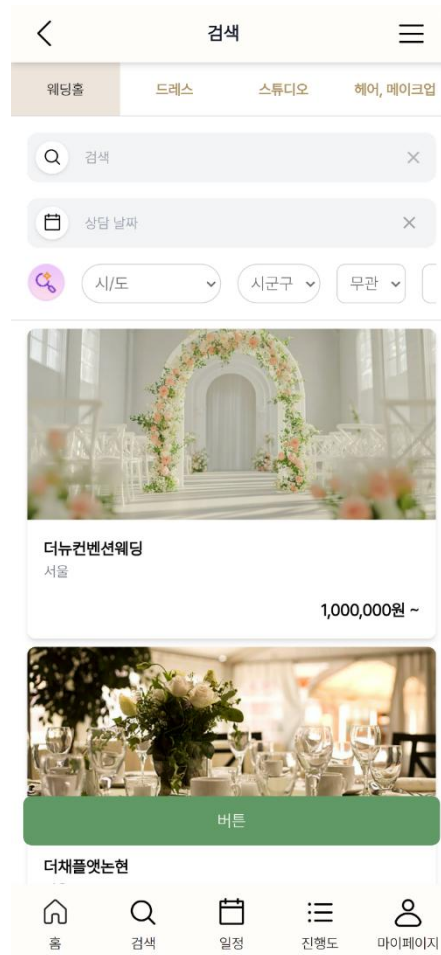 검색
웨딩홀 드레스 스튜디오 헤어, 메이크업
검색
상담 날짜
시/도 시군구 무관
더뉴컨벤션웨딩
서울
1,000,000원 ~
버튼
더채플앳논현
홈 검색 일정 진행도 마이페이지